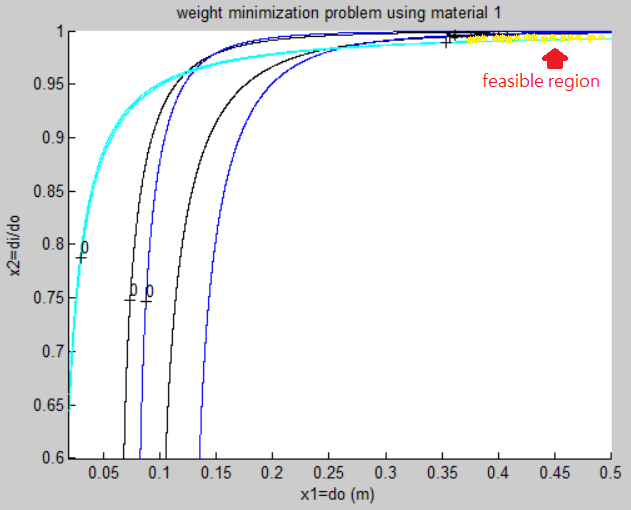 weight minimization problem using material 1
1
0.95
0.9
0.85
0.8
0.75
0.7
0.65
0.6
x2=di/do
feasible region
0
0 0
0.05 0.1 0.15 0.2 0.25 0.3 0.35 0.4 0.45 0.5
x1=do (m)